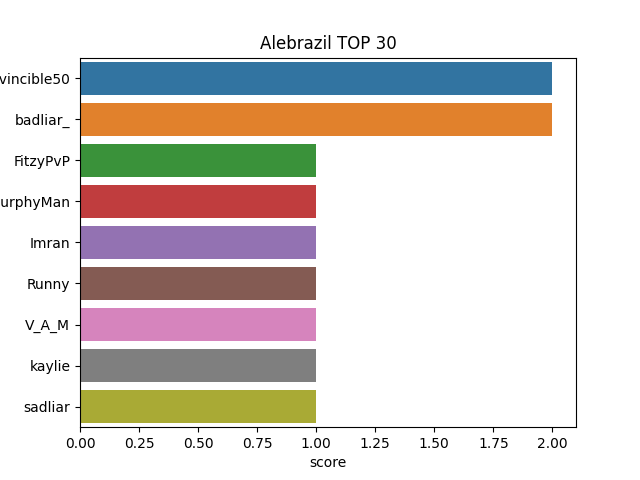 Alebrazil TOP 30
vincible50
badliar_
FitzyPvP
urphyMan
Imran
Runny
V_A_M
kaylie
sadliar
0.00 0.25 0.50 0.75 1.00 1.25 1.50 1.75 2.00
score